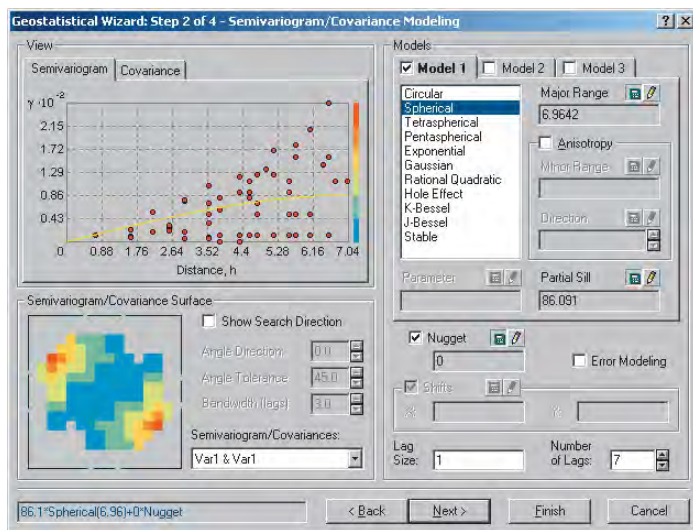 Geostatistical Wizard: Step 2 of 4 - Semivariogram/Covariance Modeling
View
Semivariogram
Covariance
γ·10⁻²
2.15
1.72
1.29
0.86
0.43
0
0.88
1.76
2.64
3.52
4.4
5.28
6.16
7.04
Distance, h
Semivariogram/Covariance Surface
Show Search Direction
Angle Direction:
0.0
Angle Tolerance:
45.0
Bandwidth (lags):
3.0
Semivariogram/Covariances:
Var1 & Var1
Models
Model 1
Model 2
Model 3
Circular
Spherical
Tetraspherical
Pentaspherical
Exponential
Gaussian
Rational Quadratic
Hole Effect
K-Bessel
J-Bessel
Stable
Major Range
6.9642
Anisotropy
Minor Range
Direction
Parameter
Partial Sill
86.091
Nugget
0
Error Modeling
Shifts
X:
Y:
Lag
Size:
1
Number
of Lags:
7
86.1*Spherical(6.96)+0*Nugget
< Back
Next >
Finish
Cancel